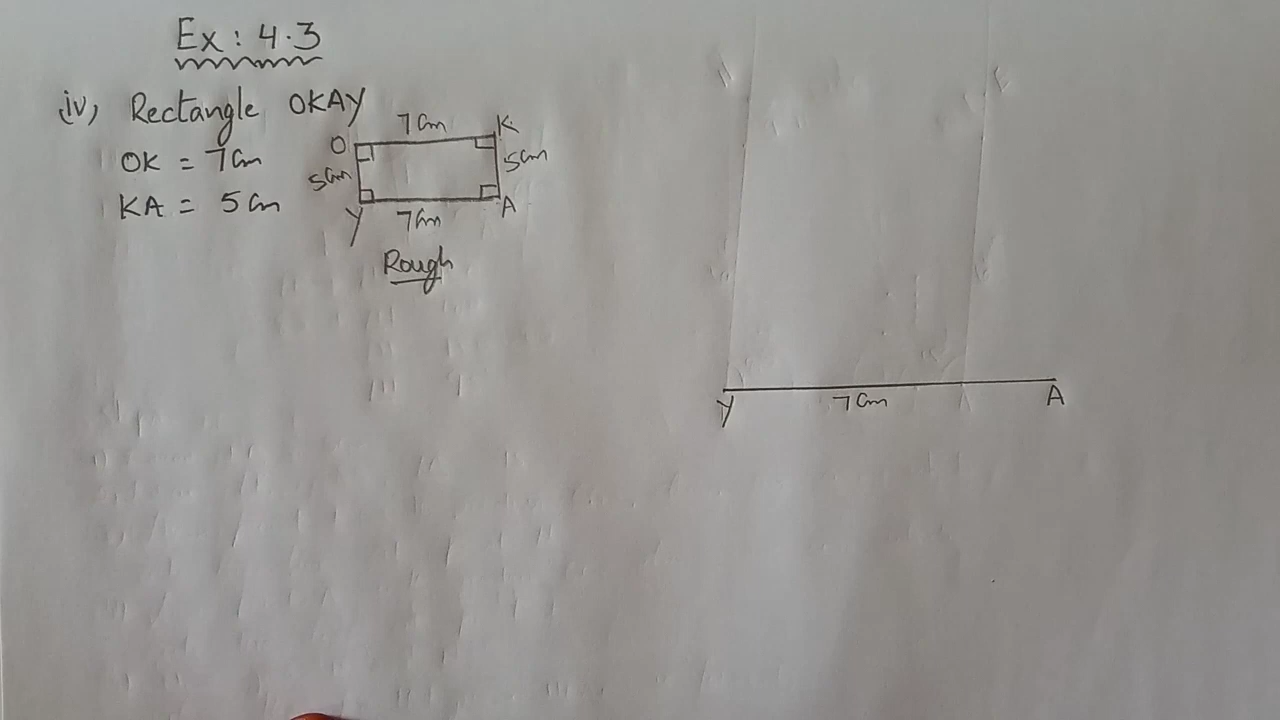 Ex: 4.3
iv) Rectangle OKAY
OK = 7cm
KA = 5cm
7cm
O
K
5cm
5cm
Y
7cm
A
Rough
Y
7cm
A